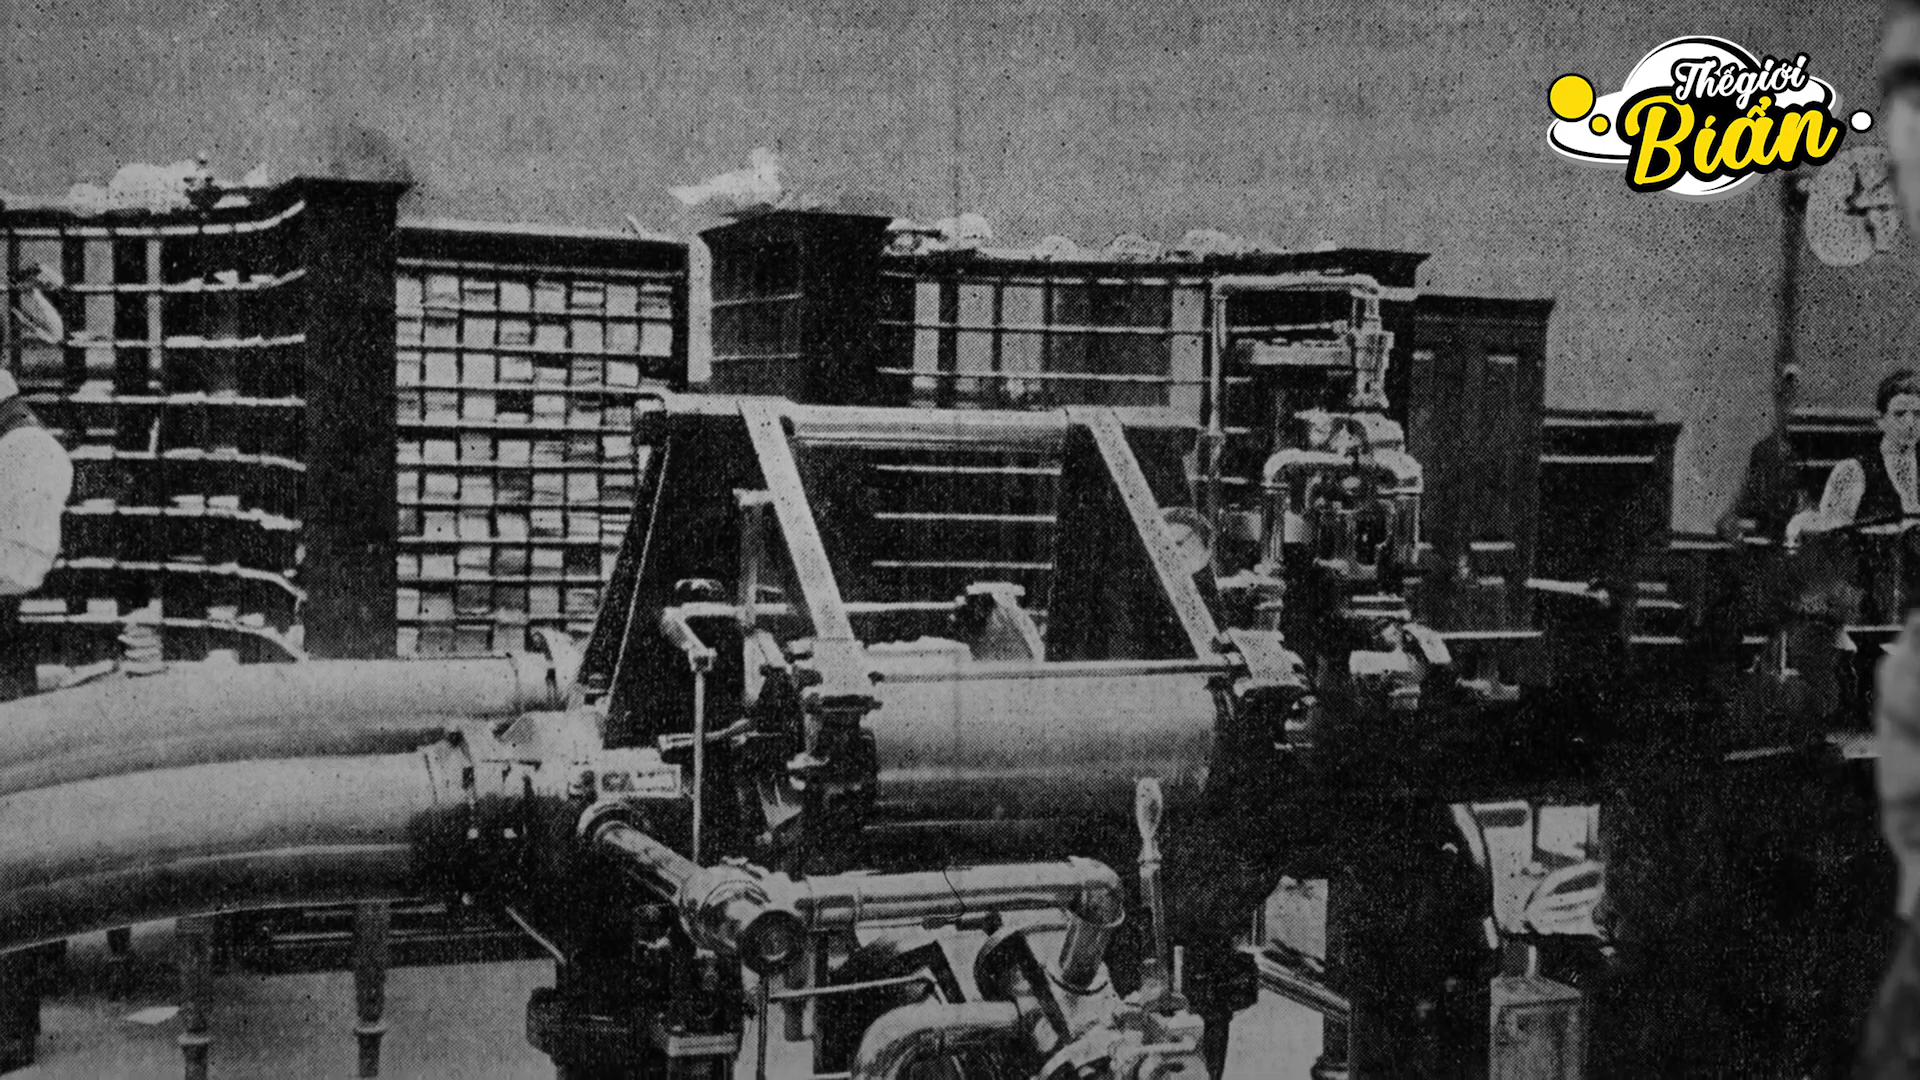 Thế giới
Bí ẩn